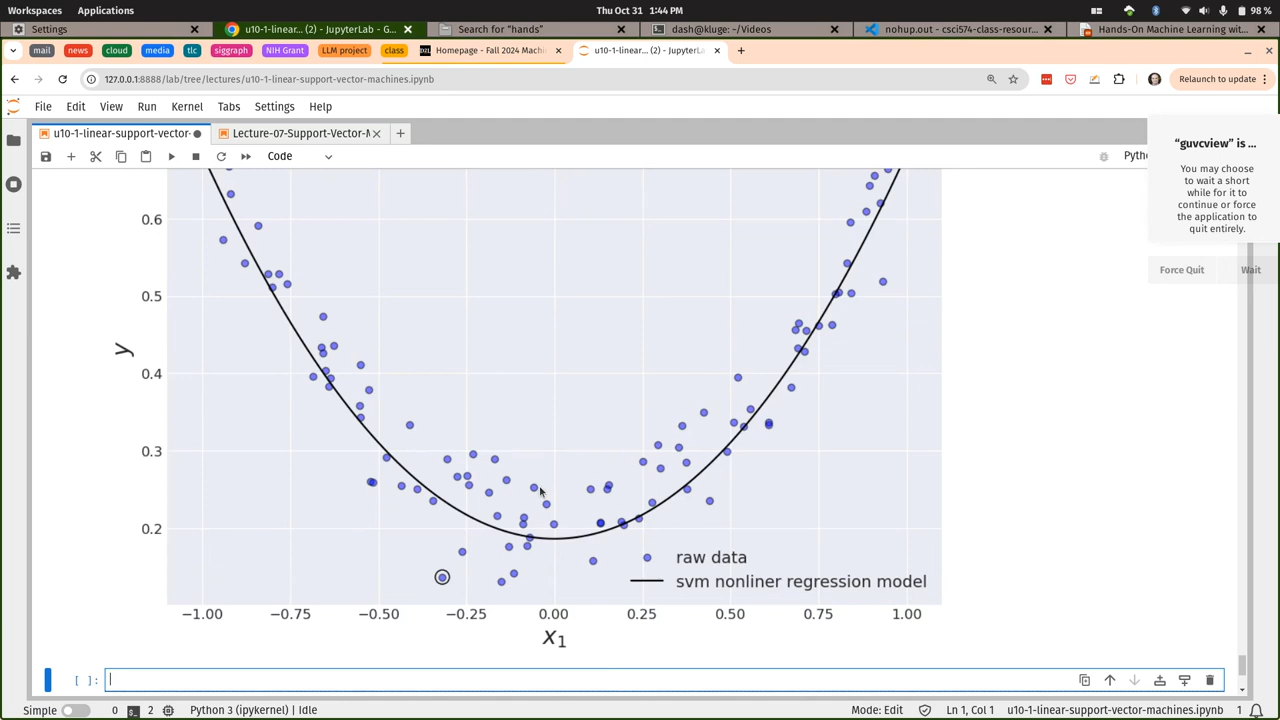 Workspaces Applications Thu Oct 31 1:44 PM 98 %
Settings u10-1-linear... (2) - JupyterLab - G... Search for "hands" dash@kluge: ~/Videos nohup.out - csci574-class-resour... Hands-On Machine Learning wit...
mail news cloud media tlc siggraph NIH Grant LLM project class Homepage - Fall 2024 Machin u10-1-linear... (2) - JupyterLab
127.0.0.1:8888/lab/tree/lectures/u10-1-linear-support-vector-machines.ipynb Relaunch to update
File Edit View Run Kernel Tabs Settings Help
u10-1-linear-support-vector- Lecture-07-Support-Vector-M
Code Pyth
"guvcview" is ...
You may choose
to wait a short
while for it to
continue or force
the application to
quit entirely.
Force Quit Wait
0.6
0.5
0.4
0.3
0.2
y
raw data
svm nonliner regression model
−1.00 −0.75 −0.50 −0.25 0.00 0.25 0.50 0.75 1.00
x1
[ ]:
Simple 0 2 Python 3 (ipykernel) | Idle Mode: Edit Ln 1, Col 1 u10-1-linear-support-vector-machines.ipynb 1